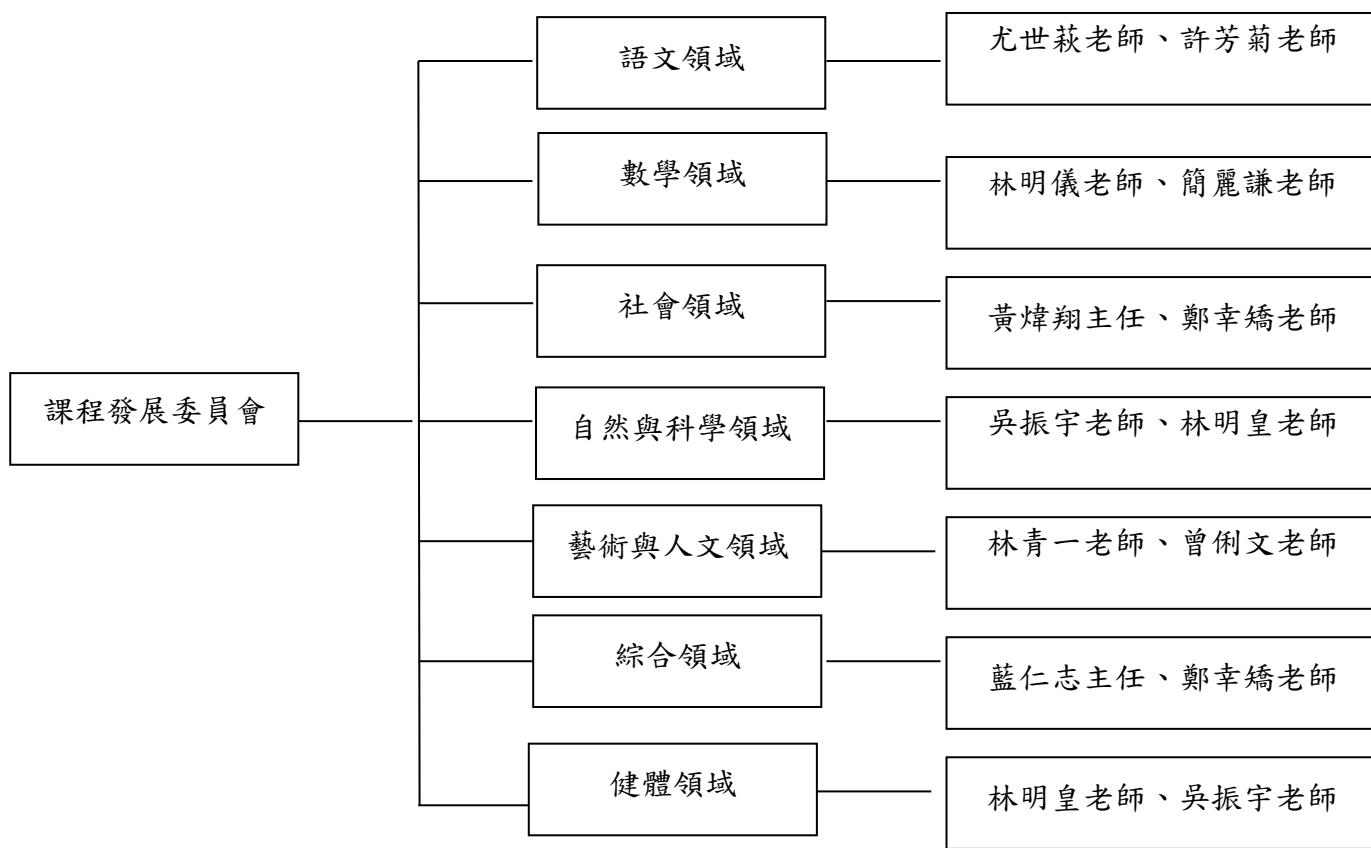 課程發展委員會
語文領域
尤世萩老師、許芳菊老師
數學領域
林明儀老師、簡麗謙老師
社會領域
黃煒翔主任、鄭幸矯老師
自然與科學領域
吳振宇老師、林明皇老師
藝術與人文領域
林青一老師、曾俐文老師
綜合領域
藍仁志主任、鄭幸矯老師
健體領域
林明皇老師、吳振宇老師